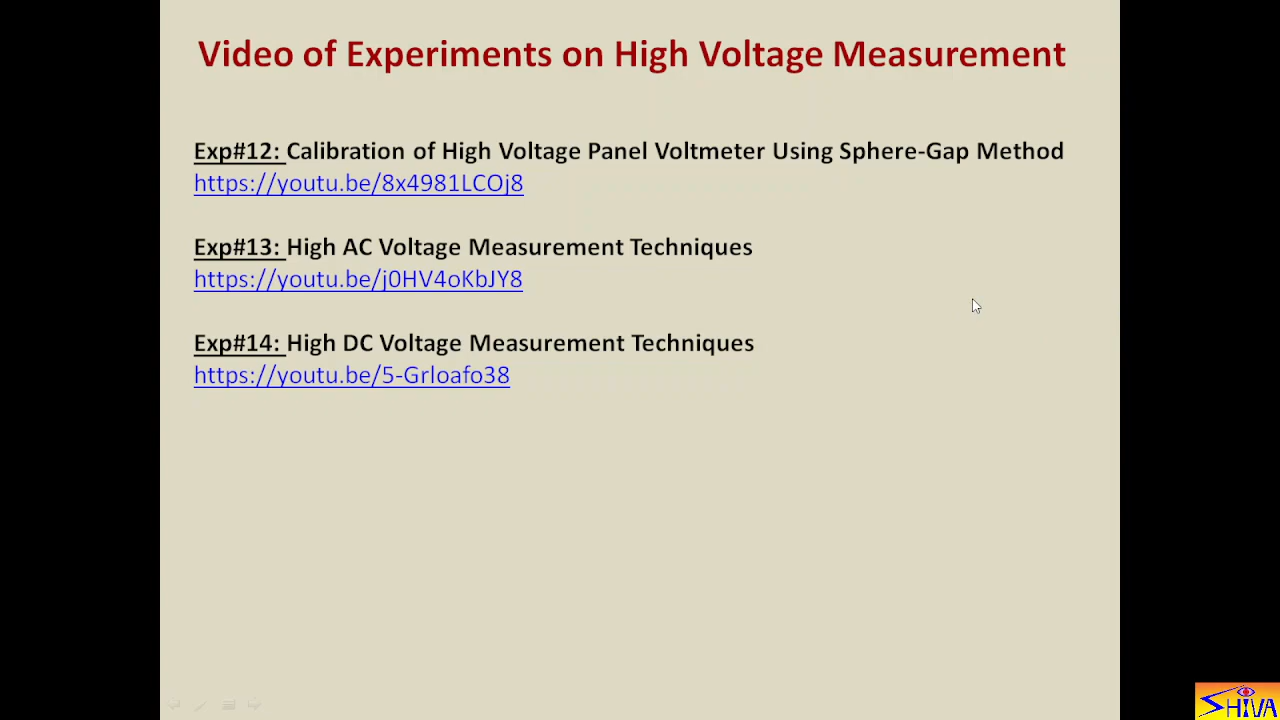 Video of Experiments on High Voltage Measurement
Exp#12: Calibration of High Voltage Panel Voltmeter Using Sphere-Gap Method
https://youtu.be/8x4981LCOj8
Exp#13: High AC Voltage Measurement Techniques
https://youtu.be/j0HV4oKbJY8
Exp#14: High DC Voltage Measurement Techniques
https://youtu.be/5-Grloafo38
SHIVA